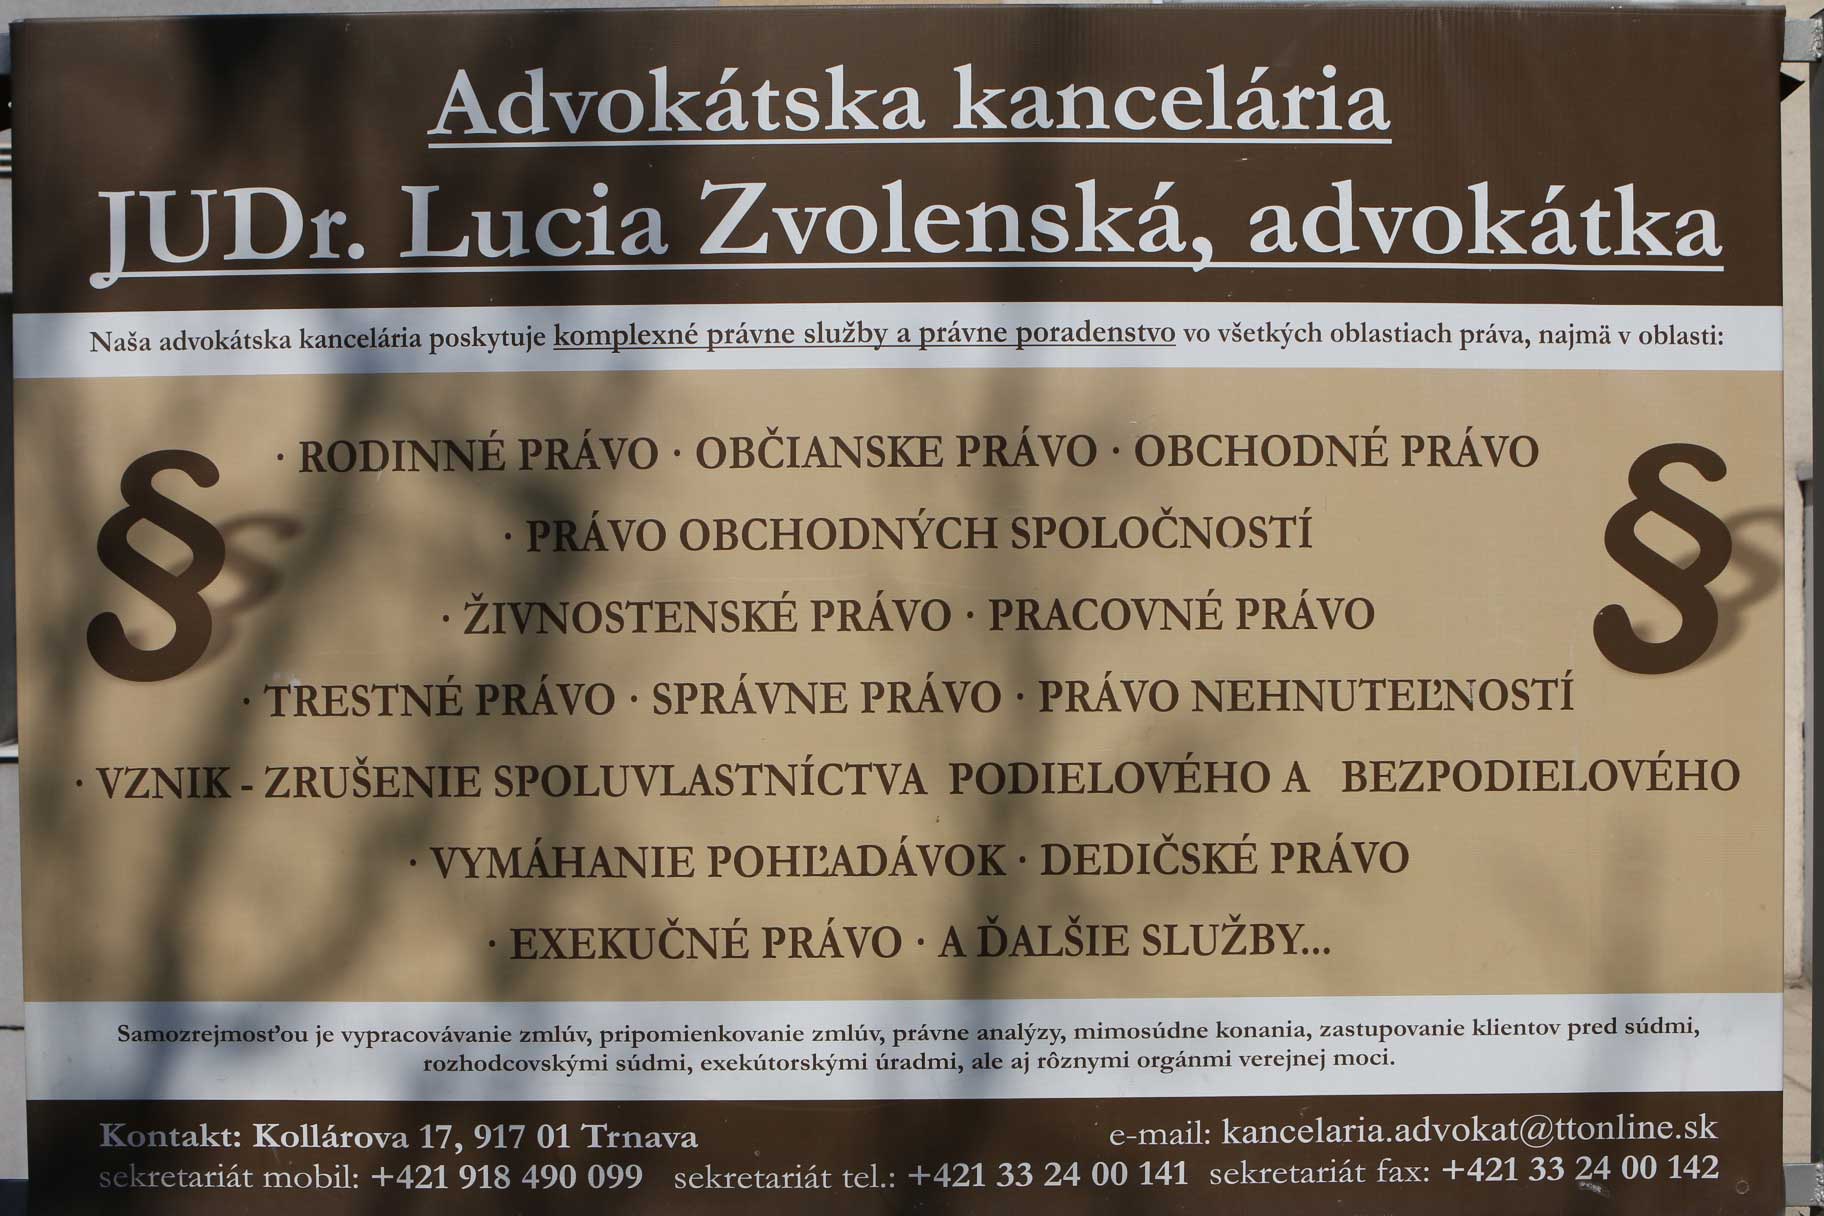 Advokátska kancelária
JUDr. Lucia Zvolenská, advokátka
Naša advokátska kancelária poskytuje komplexné právne služby a právne poradenstvo vo všetkých oblastiach práva, najmä v oblasti:
§ §
· RODINNÉ PRÁVO · OBČIANSKE PRÁVO · OBCHODNÉ PRÁVO
· PRÁVO OBCHODNÝCH SPOLOČNOSTÍ
· ŽIVNOSTENSKÉ PRÁVO · PRACOVNÉ PRÁVO
· TRESTNÉ PRÁVO · SPRÁVNE PRÁVO · PRÁVO NEHNUTEĽNOSTÍ
· VZNIK - ZRUŠENIE SPOLUVLASTNÍCTVA PODIELOVÉHO A BEZPODIELOVÉHO
· VYMÁHANIE POHĽADÁVOK · DEDIČSKÉ PRÁVO
· EXEKUČNÉ PRÁVO · A ĎALŠIE SLUŽBY...
Samozrejmosťou je vypracovávanie zmlúv, pripomienkovanie zmlúv, právne analýzy, mimosúdne konania, zastupovanie klientov pred súdmi,
rozhodcovskými súdmi, exekútorskými úradmi, ale aj rôznymi orgánmi verejnej moci.
Kontakt: Kollárova 17, 917 01 Trnava e-mail: kancelaria.advokat@ttonline.sk
sekretariát mobil: +421 918 490 099 sekretariát tel.: +421 33 24 00 141 sekretariát fax: +421 33 24 00 142